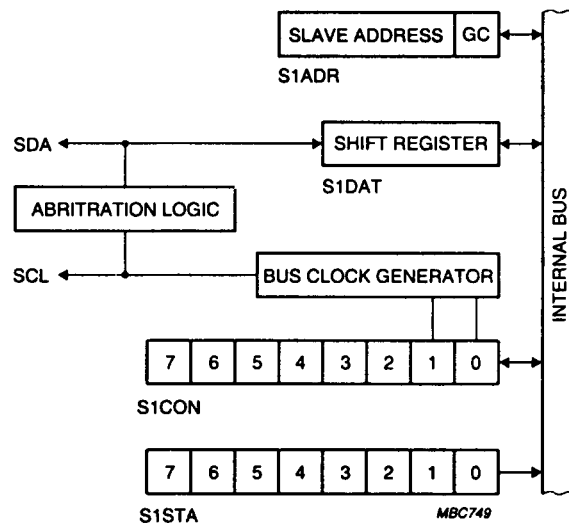 SLAVE ADDRESS GC
S1ADR
SDA
SHIFT REGISTER
S1DAT
ABRITRATION LOGIC
SCL
BUS CLOCK GENERATOR
INTERNAL BUS
7 6 5 4 3 2 1 0
S1CON
7 6 5 4 3 2 1 0
S1STA
MBC749